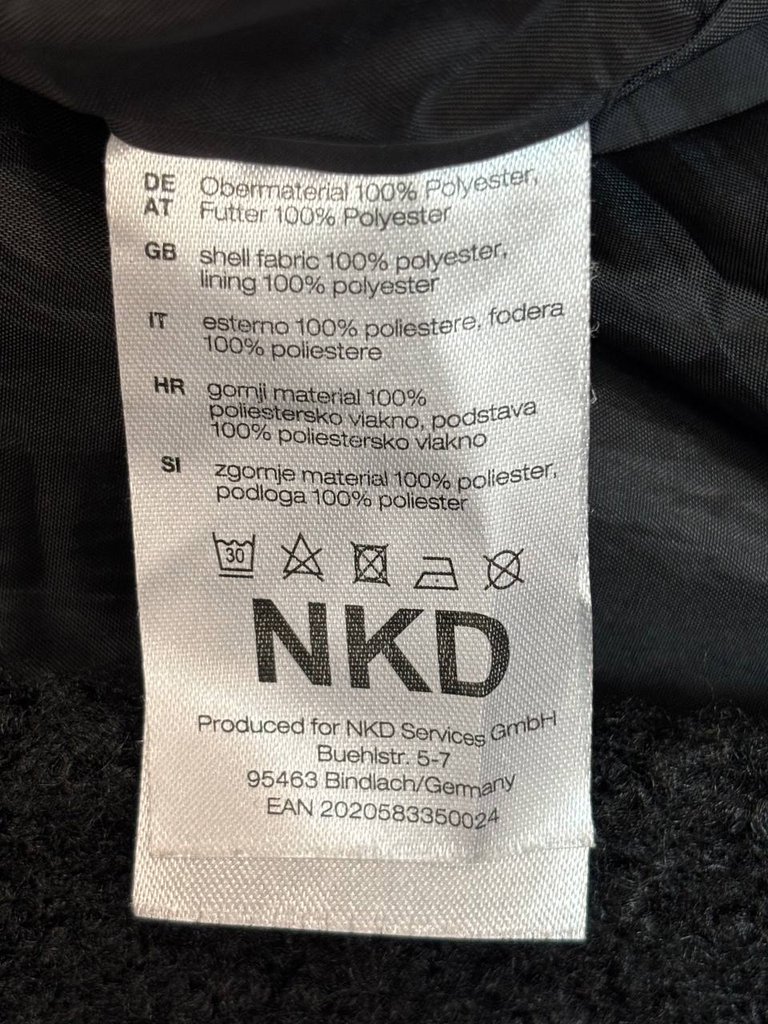 DE Obermaterial 100% Polyester,
AT Futter 100% Polyester
GB shell fabric 100% polyester,
lining 100% polyester
IT esterno 100% poliestere, fodera
100% poliestere
HR gornji material 100%
poliestersko vlakno, podstava
100% poliestersko vlakno
SI zgornje material 100% poliester,
podloga 100% poliester
30
NKD
Produced for NKD Services GmbH
Buehlstr. 5-7
95463 Bindlach/Germany
EAN 2020583350024